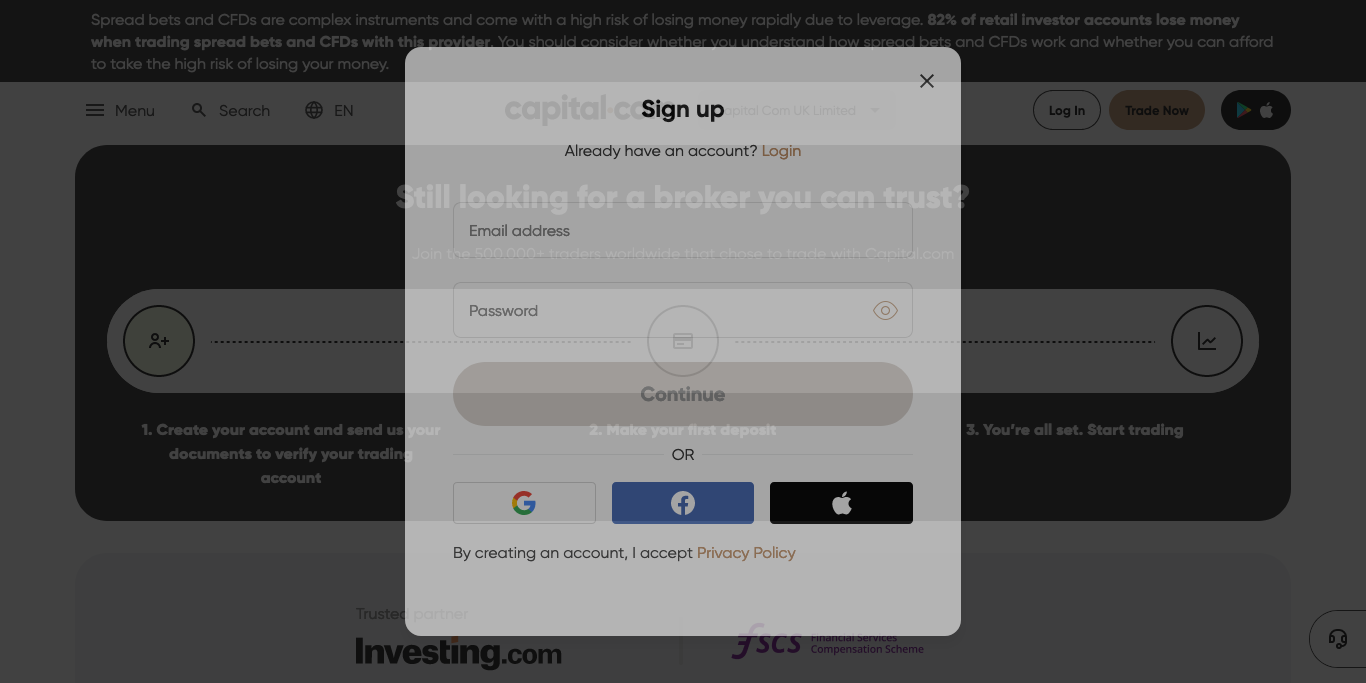 Spread bets and CFDs are complex instruments and come with a high risk of losing money rapidly due to leverage. 82% of retail investor accounts lose money
when trading spread bets and CFDs with this provider. You should consider whether you understand how spread bets and CFDs work and whether you can afford
to take the high risk of losing your money.
Menu
Search
EN
capital.co
Capital Com UK Limited
Log In
Trade Now
Sign up
Already have an account? Login
Still looking for a broker you can trust?
Email address
Join the 500,000+ traders worldwide that chose to trade with Capital.com
Password
Continue
1. Create your account and send us your
documents to verify your trading
account
2. Make your first deposit
3. You're all set. Start trading
OR
By creating an account, I accept Privacy Policy
Trusted partner
Investing.com
fscs
Financial Services
Compensation Scheme